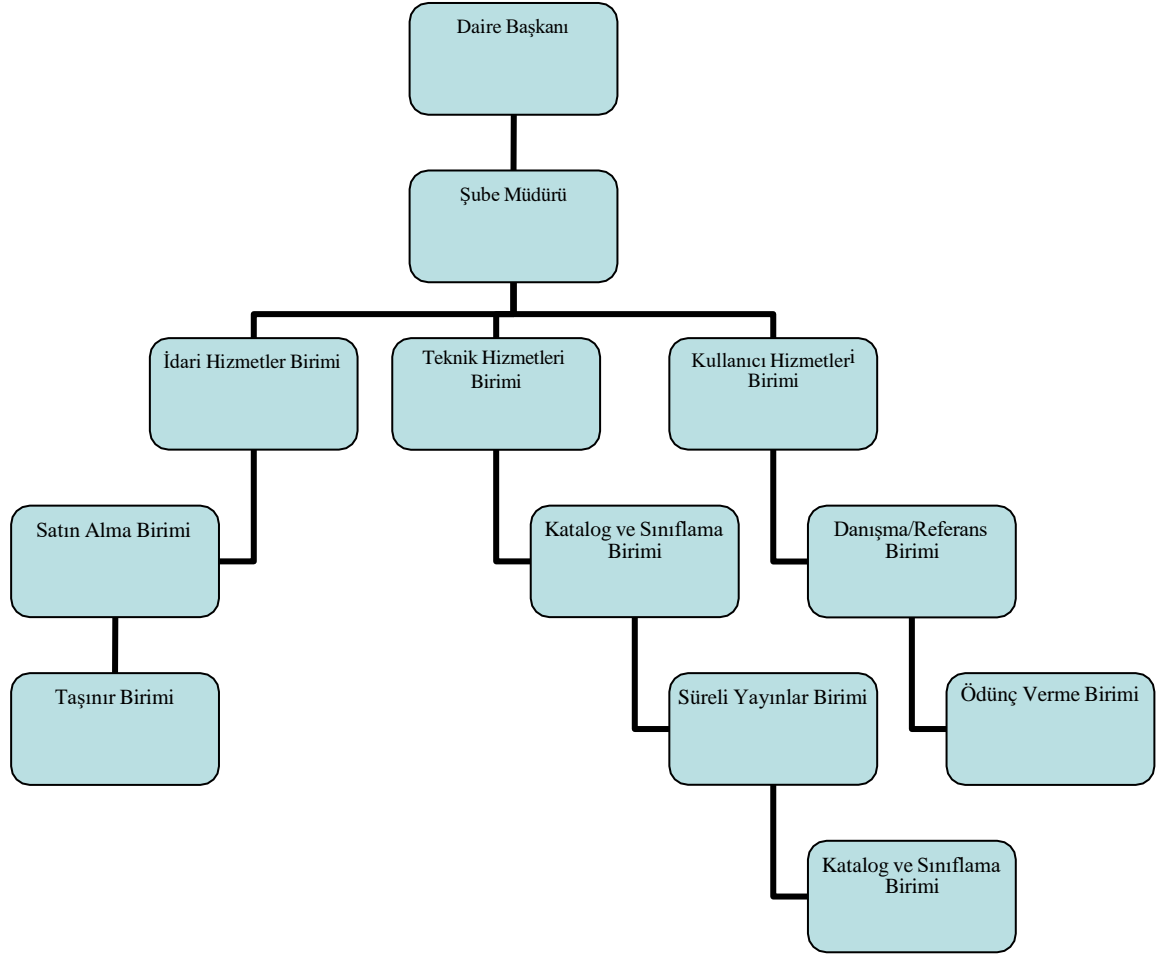 Daire Başkanı
Şube Müdürü
İdari Hizmetler Birimi
Teknik Hizmetleri
Birimi
Kullanıcı Hizmetleri
Birimi
Satın Alma Birimi
Katalog ve Sınıflama
Birimi
Danışma/Referans
Birimi
Taşınır Birimi
Süreli Yayınlar Birimi
Ödünç Verme Birimi
Katalog ve Sınıflama
Birimi